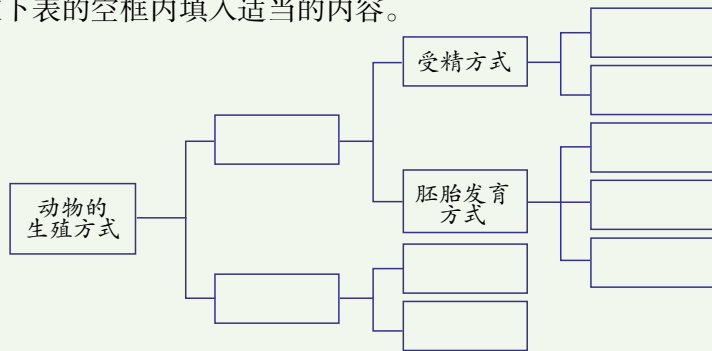 下表的空框内填入适当的内容。
受精方式
动物的
生殖方式
胚胎发育
方式